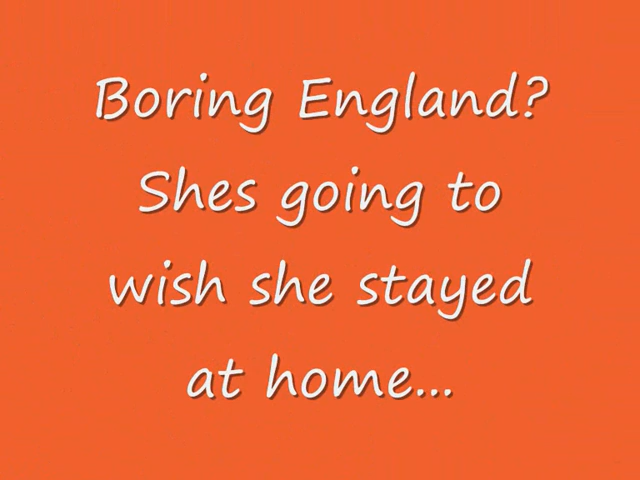 Boring England?
Shes going to
wish she stayed
at home...